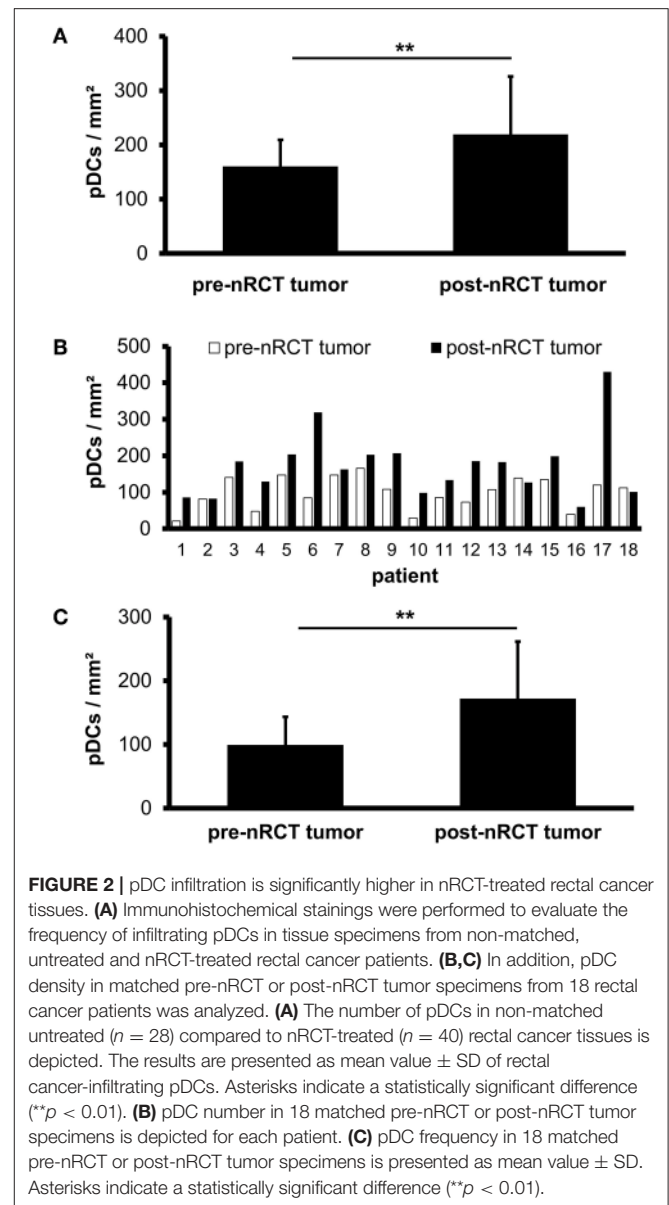 A
400
**
300
pDCs / mm²
200
100
0
pre-nRCT tumor post-nRCT tumor
B
500
pre-nRCT tumor post-nRCT tumor
400
pDCs / mm²
300
200
100
0
1 2 3 4 5 6 7 8 9 10 11 12 13 14 15 16 17 18
patient
C
300
**
pDCs / mm²
200
100
0
pre-nRCT tumor post-nRCT tumor
FIGURE 2 | pDC infiltration is significantly higher in nRCT-treated rectal cancer
tissues. (A) Immunohistochemical stainings were performed to evaluate the
frequency of infiltrating pDCs in tissue specimens from non-matched,
untreated and nRCT-treated rectal cancer patients. (B,C) In addition, pDC
density in matched pre-nRCT or post-nRCT tumor specimens from 18 rectal
cancer patients was analyzed. (A) The number of pDCs in non-matched
untreated (n = 28) compared to nRCT-treated (n = 40) rectal cancer tissues is
depicted. The results are presented as mean value ± SD of rectal
cancer-infiltrating pDCs. Asterisks indicate a statistically significant difference
(**p < 0.01). (B) pDC number in 18 matched pre-nRCT or post-nRCT tumor
specimens is depicted for each patient. (C) pDC frequency in 18 matched
pre-nRCT or post-nRCT tumor specimens is presented as mean value ± SD.
Asterisks indicate a statistically significant difference (**p < 0.01).